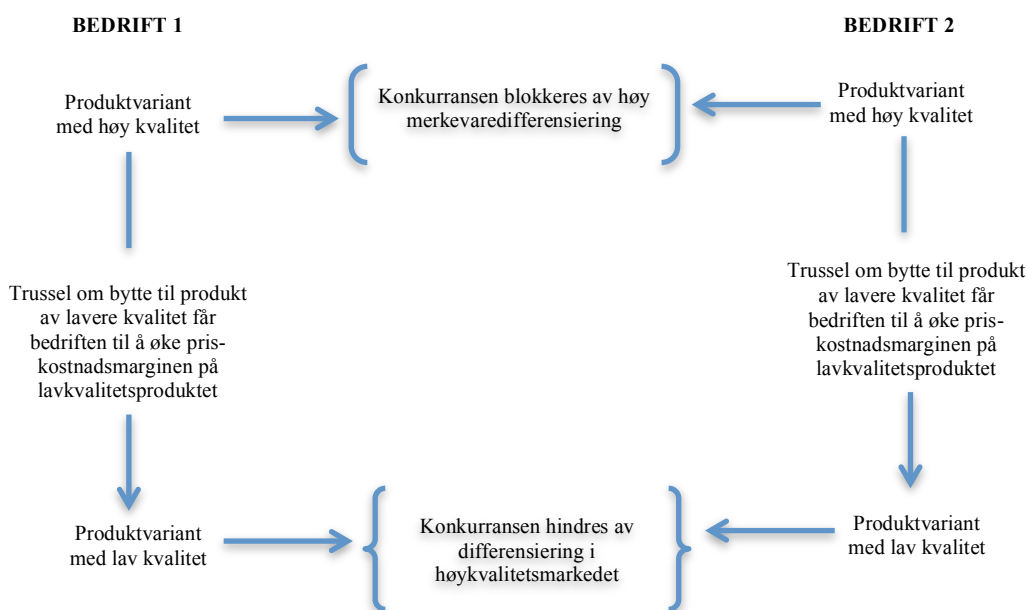 BEDRIFT 1
BEDRIFT 2
Produktvariant
med høy kvalitet
Konkurransen blokkeres av høy
merkevaredifferensiering
Produktvariant
med høy kvalitet
Trussel om bytte til produkt
av lavere kvalitet får
bedriften til å øke pris-
kostnadsmarginen på
lavkvalitetsproduktet
Trussel om bytte til produkt
av lavere kvalitet får
bedriften til å øke pris-
kostnadsmarginen på
lavkvalitetsproduktet
Produktvariant
med lav kvalitet
Konkurransen hindres av
differensiering i
høykvalitetsmarkedet
Produktvariant
med lav kvalitet